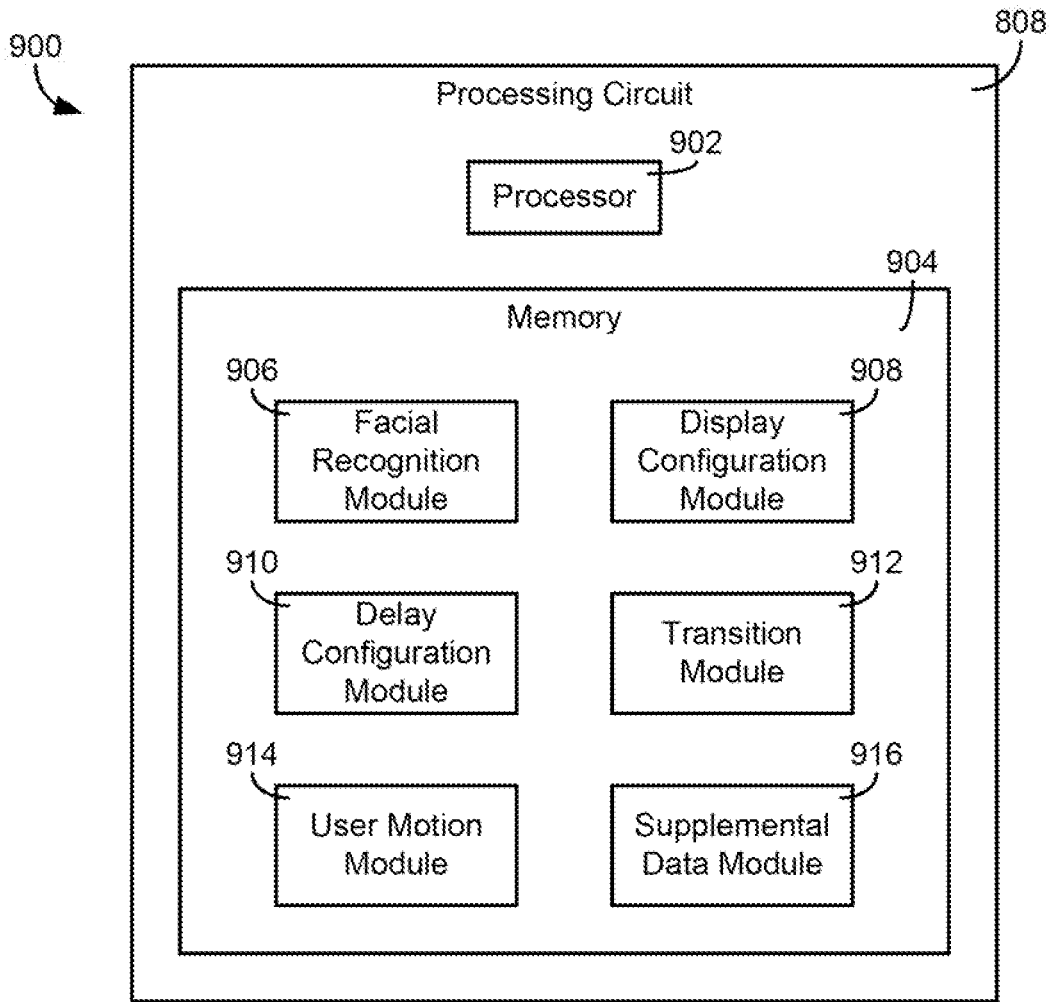 900
808
Processing Circuit
902
Processor
904
Memory
906
908
Facial
Recognition
Module
Display
Configuration
Module
910
912
Delay
Configuration
Module
Transition
Module
914
916
User Motion
Module
Supplemental
Data Module